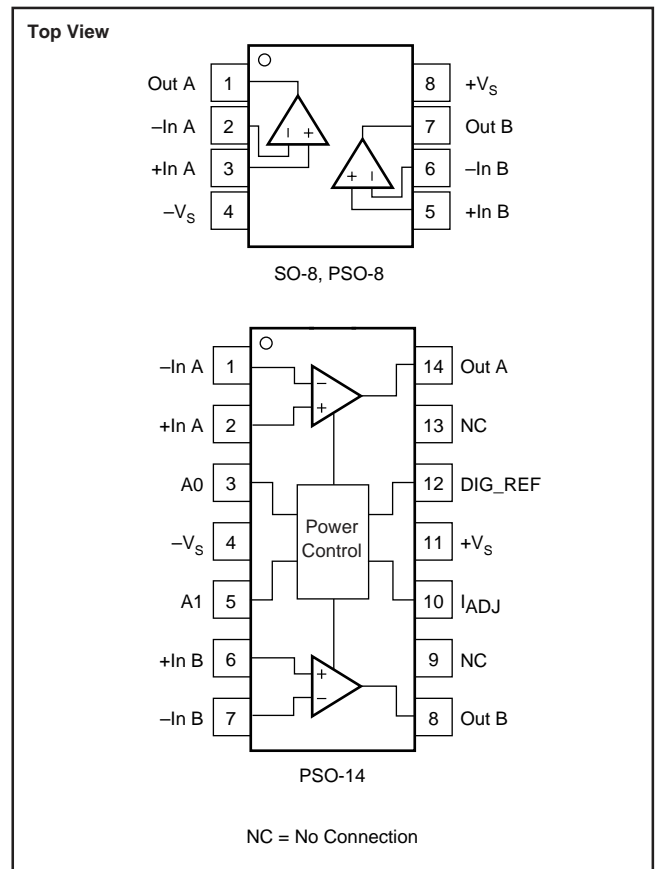 Top View
Out A 1 8 +VS
–In A 2 7 Out B
+In A 3 6 –In B
–VS 4 5 +In B
– +
+ –
SO-8, PSO-8
–In A 1 14 Out A
+In A 2 13 NC
A0 3 12 DIG_REF
–VS 4 11 +VS
A1 5 10 IADJ
+In B 6 9 NC
–In B 7 8 Out B
–
+
Power
Control
+
–
PSO-14
NC = No Connection